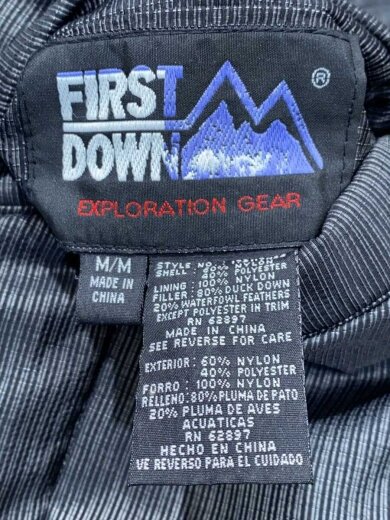 FIRST
DOWN
®
EXPLORATION GEAR
M/M
MADE IN
CHINA
STYLE NO.
SHELL: 60% NYLON
40% POLYESTER
LINING: 100% NYLON
FILLER: 80% DUCK DOWN
20% WATERFOWL FEATHERS
EXCEPT POLYESTER IN TRIM
RN 62897
MADE IN CHINA
SEE REVERSE FOR CARE
EXTERIOR: 60% NYLON
40% POLYESTER
FORRO: 100% NYLON
RELLENO: 80% PLUMA DE PATO
20% PLUMA DE AVES
ACUATICAS
RN 62897
HECHO EN CHINA
VE REVERSO PARA EL CUIDADO